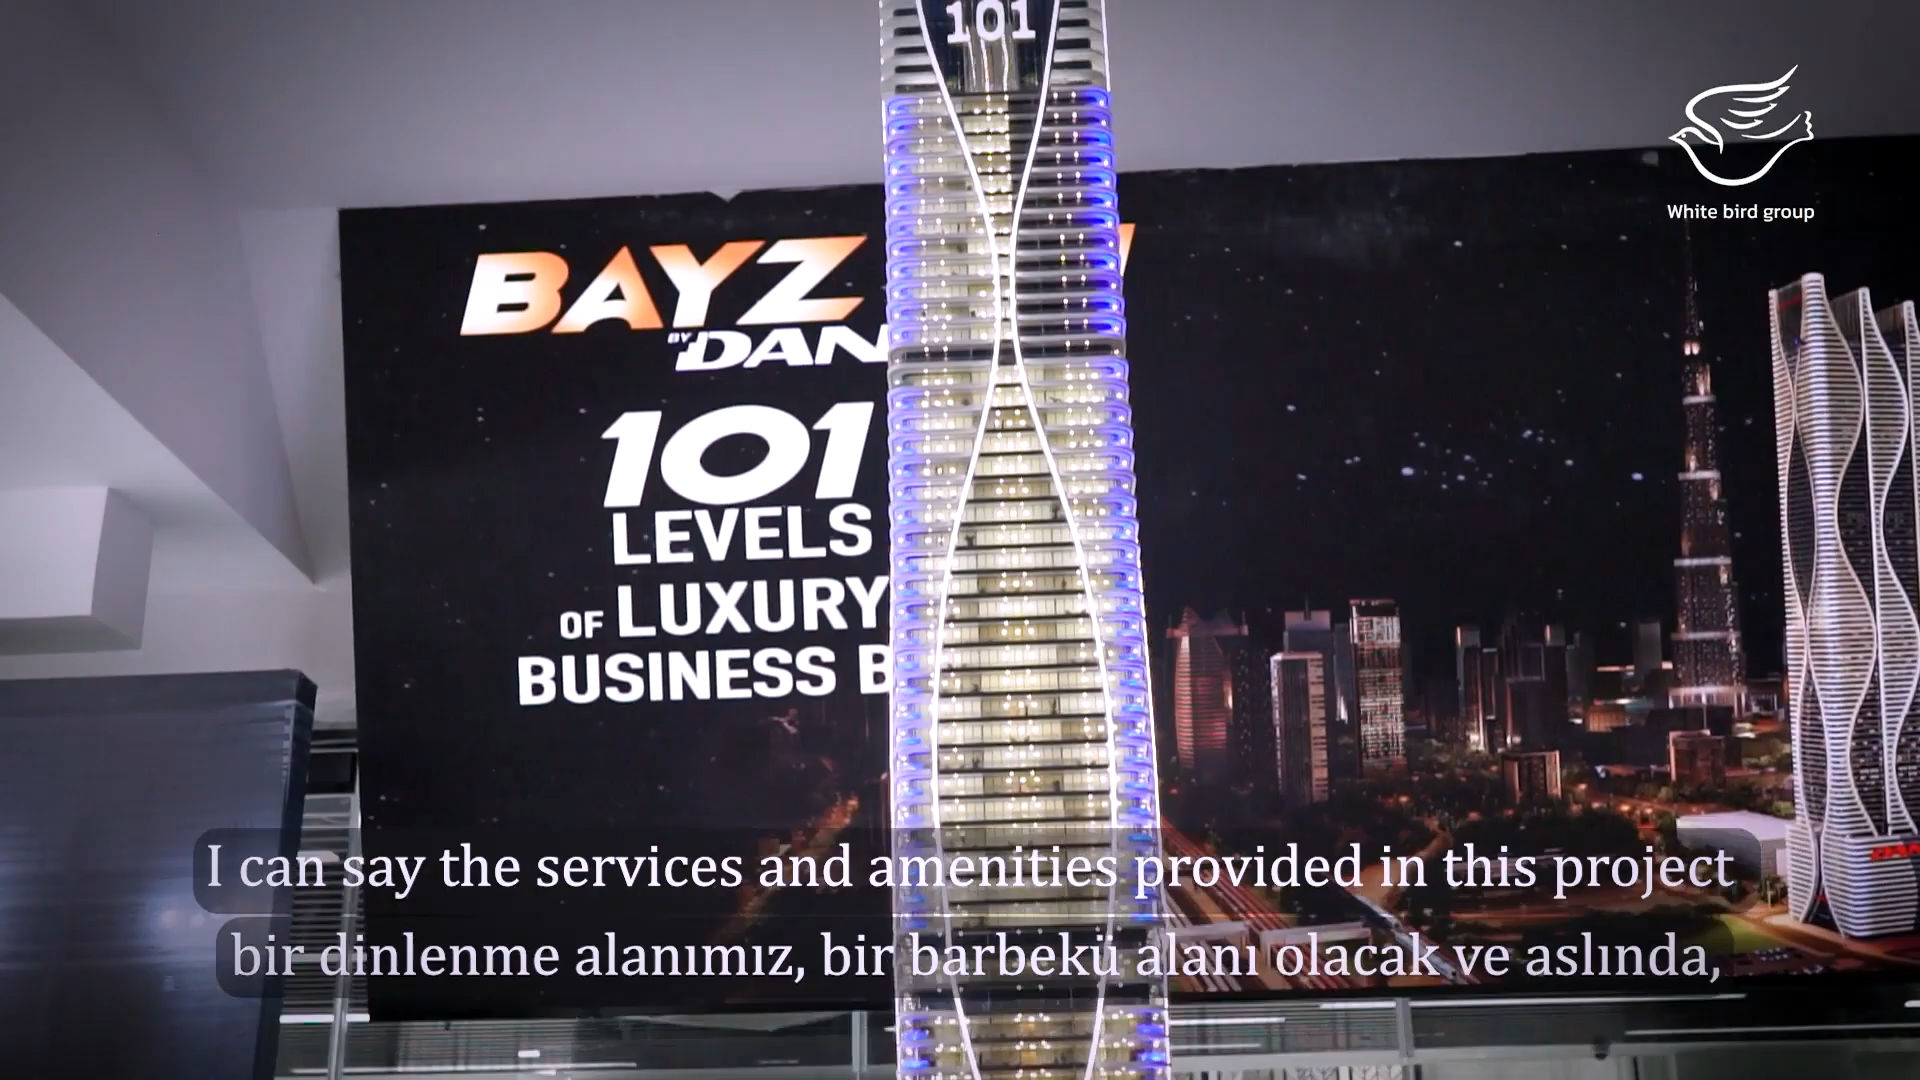 101
White bird group
BAYZ
BY DAN
101
LEVELS
OF LUXURY
BUSINESS B
I can say the services and amenities provided in this project
bir dinlenme alanımız, bir barbekü alanı olacak ve aslında,